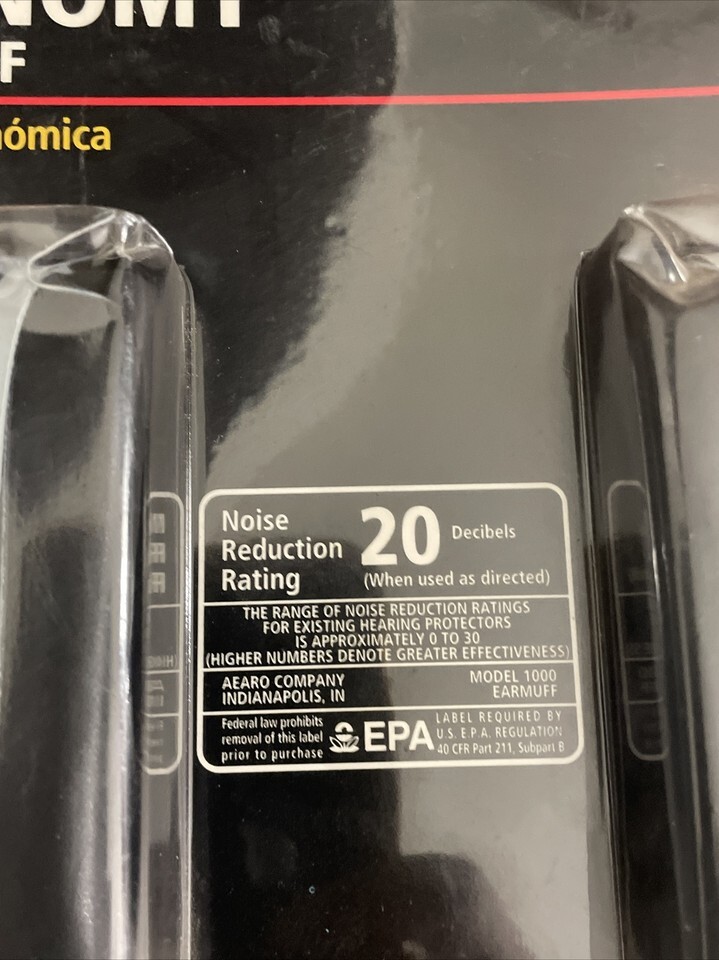 NOMY
F
nómica
Noise
Reduction
Rating
20 Decibels
(When used as directed)
THE RANGE OF NOISE REDUCTION RATINGS
FOR EXISTING HEARING PROTECTORS
IS APPROXIMATELY 0 TO 30
(HIGHER NUMBERS DENOTE GREATER EFFECTIVENESS)
AEARO COMPANY
INDIANAPOLIS, IN
MODEL 1000
EARMUFF
Federal law prohibits
removal of this label
prior to purchase
EPA
LABEL REQUIRED BY
U.S. E.P.A. REGULATION
40 CFR Part 211, Subpart B